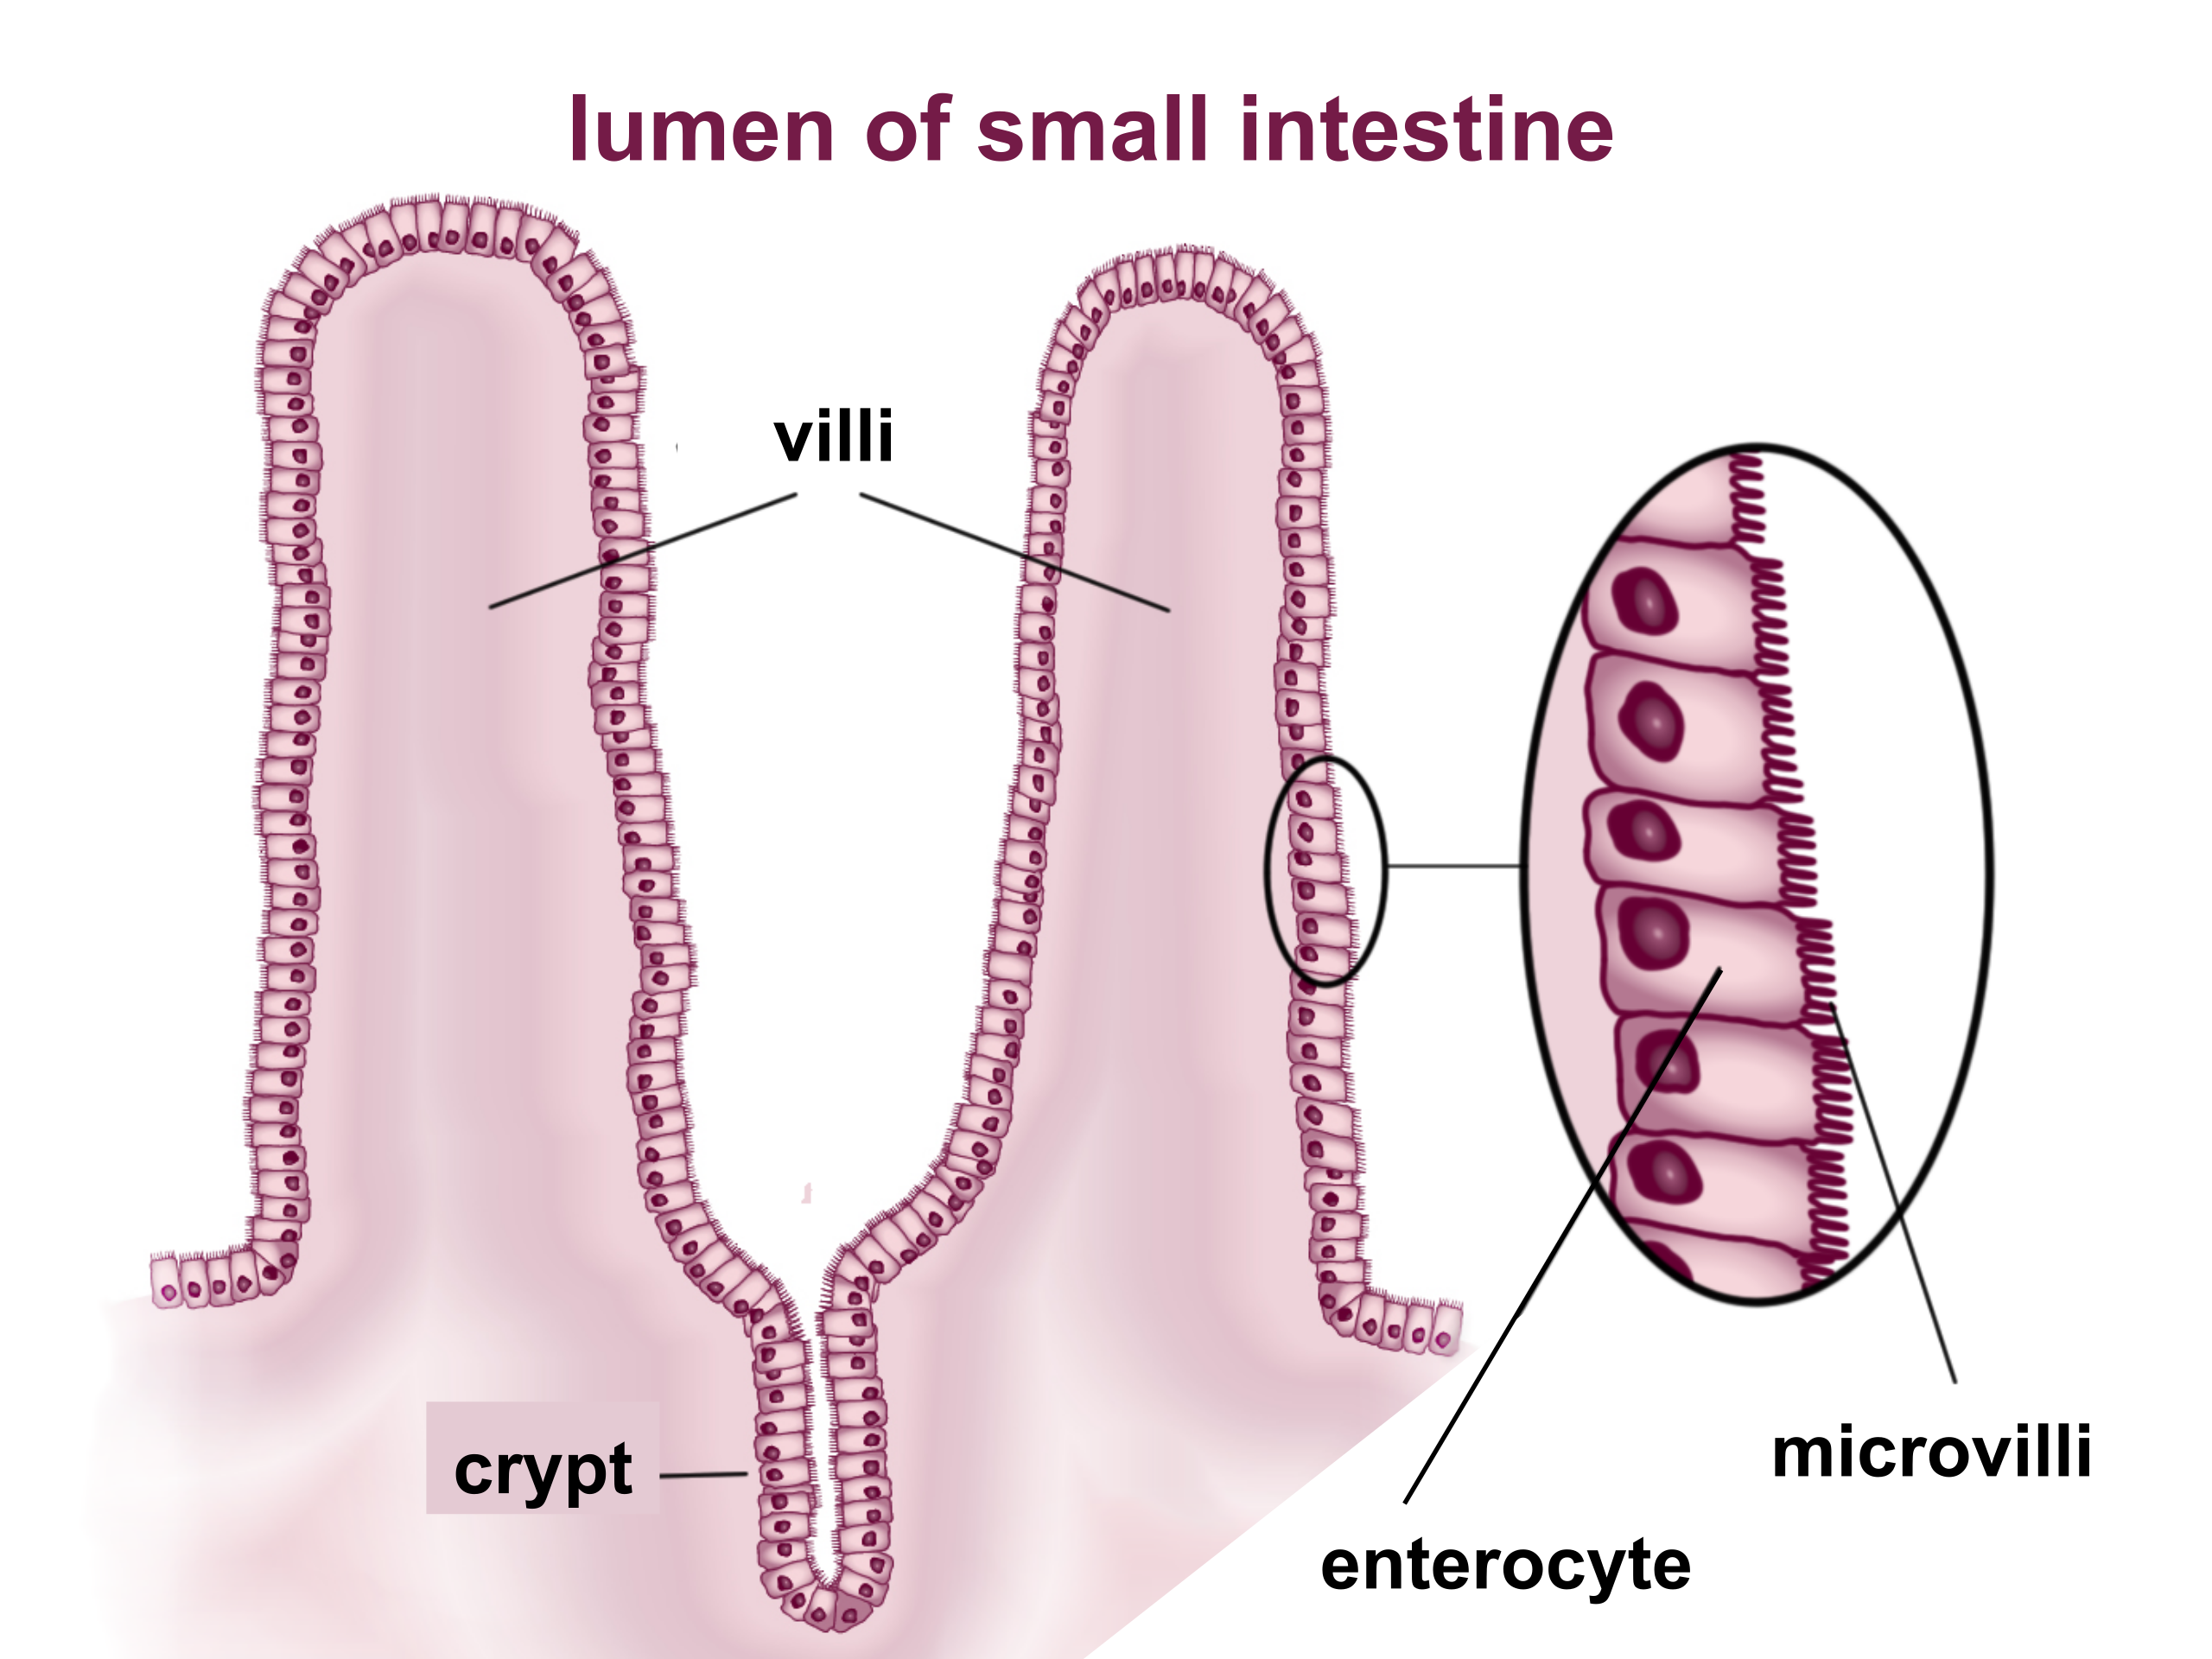 lumen of small intestine
villi
crypt
microvilli
enterocyte